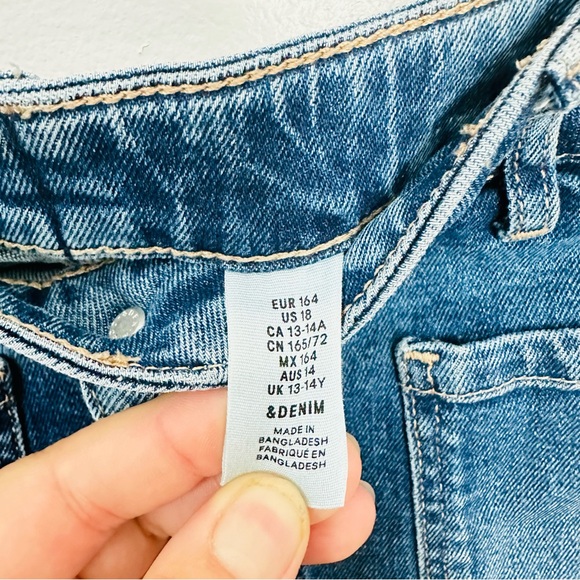 EUR 164
US 18
CA 13-14A
CN 165/72
MX 164
AUS 14
UK 13-14Y
&DENIM
MADE IN
BANGLADESH
FABRIQUÉ EN
BANGLADESH